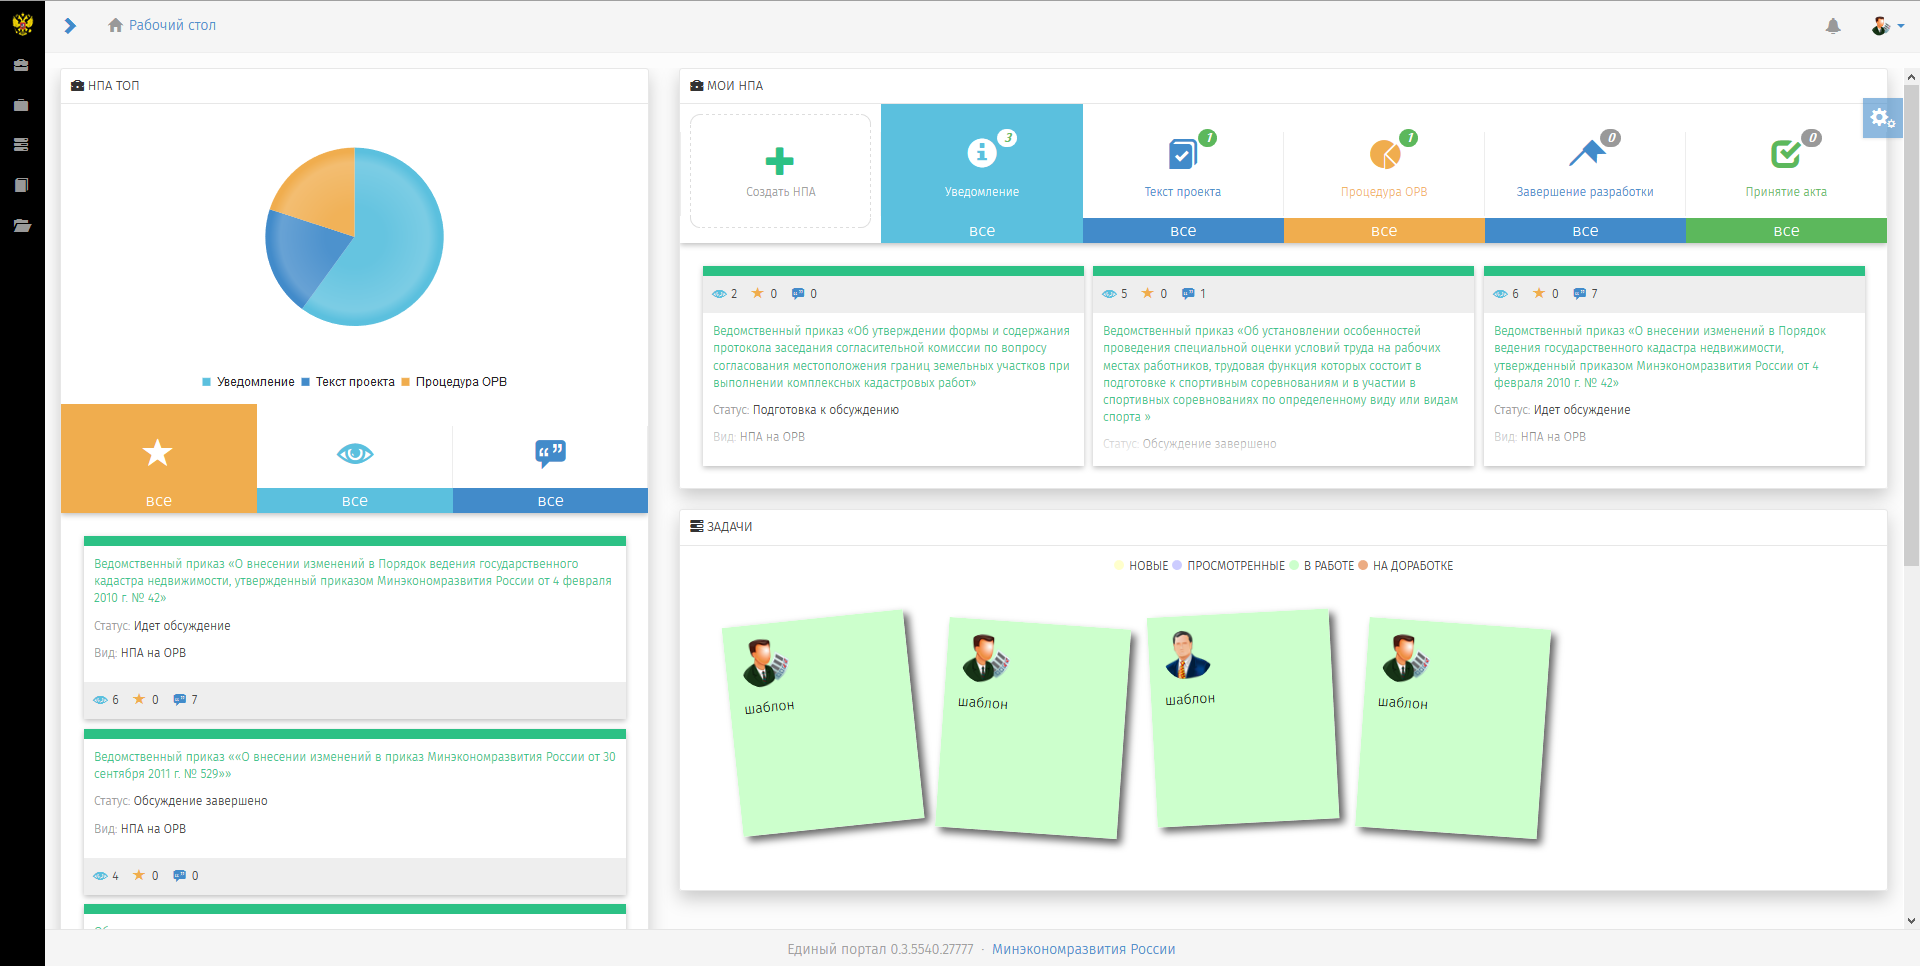 Рабочий стол
НПА ТОП
Уведомление Текст проекта Процедура ОРВ
все все все
Ведомственный приказ «О внесении изменений в Порядок ведения государственного
кадастра недвижимости, утвержденный приказом Минэкономразвития России от 4 февраля
2010 г. № 42»
Статус: Идет обсуждение
Вид: НПА на ОРВ
6 0 7
Ведомственный приказ ««О внесении изменений в приказ Минэкономразвития России от 30
сентября 2011 г. № 529»»
Статус: Обсуждение завершено
Вид: НПА на ОРВ
4 0 0
МОИ НПА
3 1 1 0 0
Создать НПА Уведомление Текст проекта Процедура ОРВ Завершение разработки Принятие акта
все все все все все
2 0 0
Ведомственный приказ «Об утверждении формы и содержания
протокола заседания согласительной комиссии по вопросу
согласования местоположения границ земельных участков при
выполнении комплексных кадастровых работ»
Статус: Подготовка к обсуждению
Вид: НПА на ОРВ
5 0 1
Ведомственный приказ «Об установлении особенностей
проведения специальной оценки условий труда на рабочих
местах работников, трудовая функция которых состоит в
подготовке к спортивным соревнованиям и в участии в
спортивных соревнованиях по определенному виду или видам
спорта »
Статус: Обсуждение завершено
6 0 7
Ведомственный приказ «О внесении изменений в Порядок
ведения государственного кадастра недвижимости,
утвержденный приказом Минэкономразвития России от 4
февраля 2010 г. № 42»
Статус: Идет обсуждение
Вид: НПА на ОРВ
ЗАДАЧИ
НОВЫЕ ПРОСМОТРЕННЫЕ В РАБОТЕ НА ДОРАБОТКЕ
шаблон
шаблон
шаблон
шаблон
Единый портал 0.3.5540.27777 · Минэкономразвития России